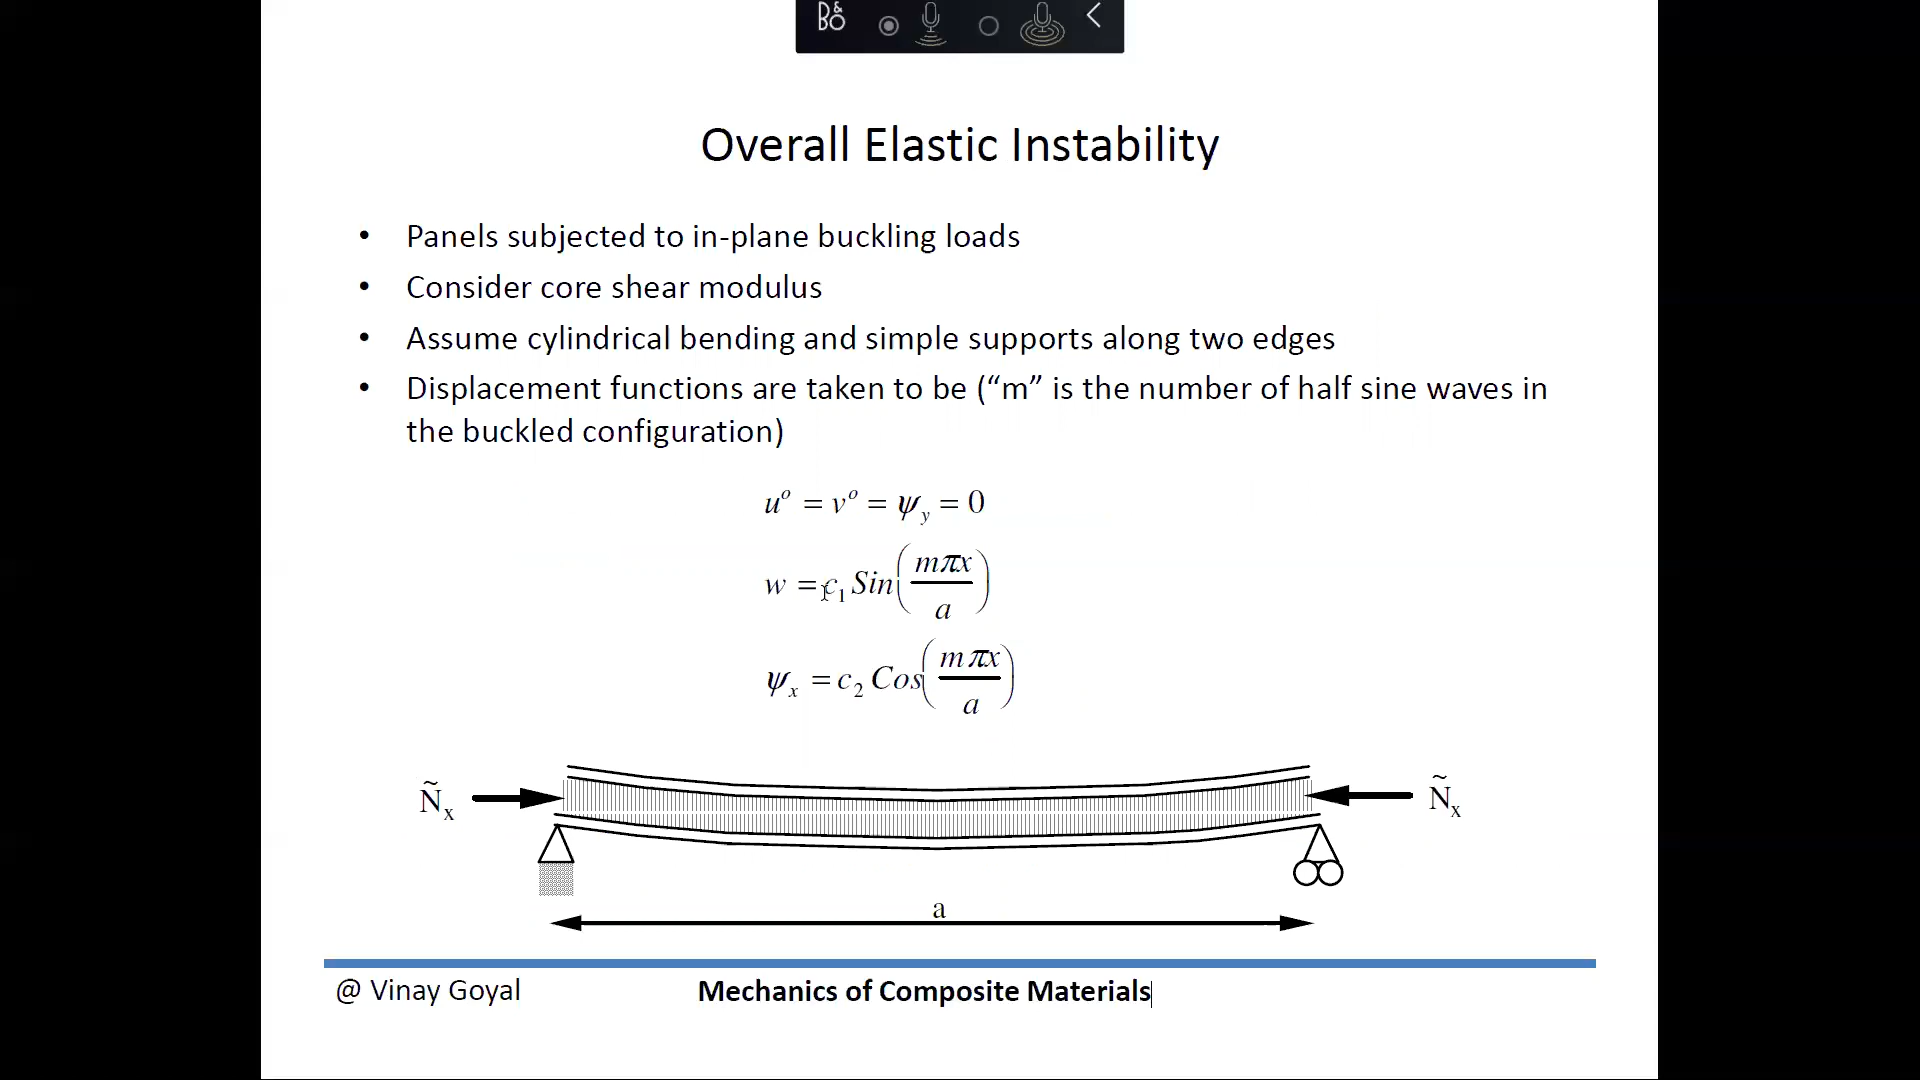 B&O
Overall Elastic Instability
• Panels subjected to in-plane buckling loads
• Consider core shear modulus
• Assume cylindrical bending and simple supports along two edges
• Displacement functions are taken to be (“m” is the number of half sine waves in
the buckled configuration)
u^o = v^o = ψ_y = 0
w = c_1 Sin(mπx/a)
ψ_x = c_2 Cos(mπx/a)
Ñ_x Ñ_x
a
@ Vinay Goyal Mechanics of Composite Materials